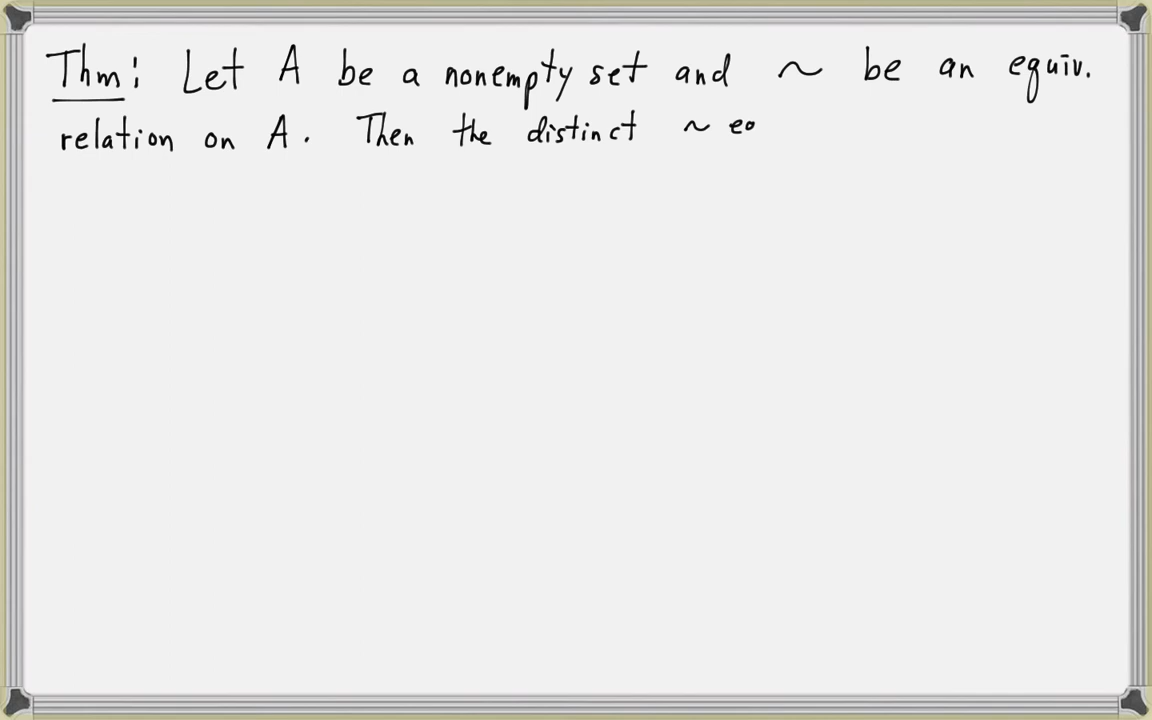 Thm: Let A be a nonempty set and ~ be an equiv.
relation on A. Then the distinct ~